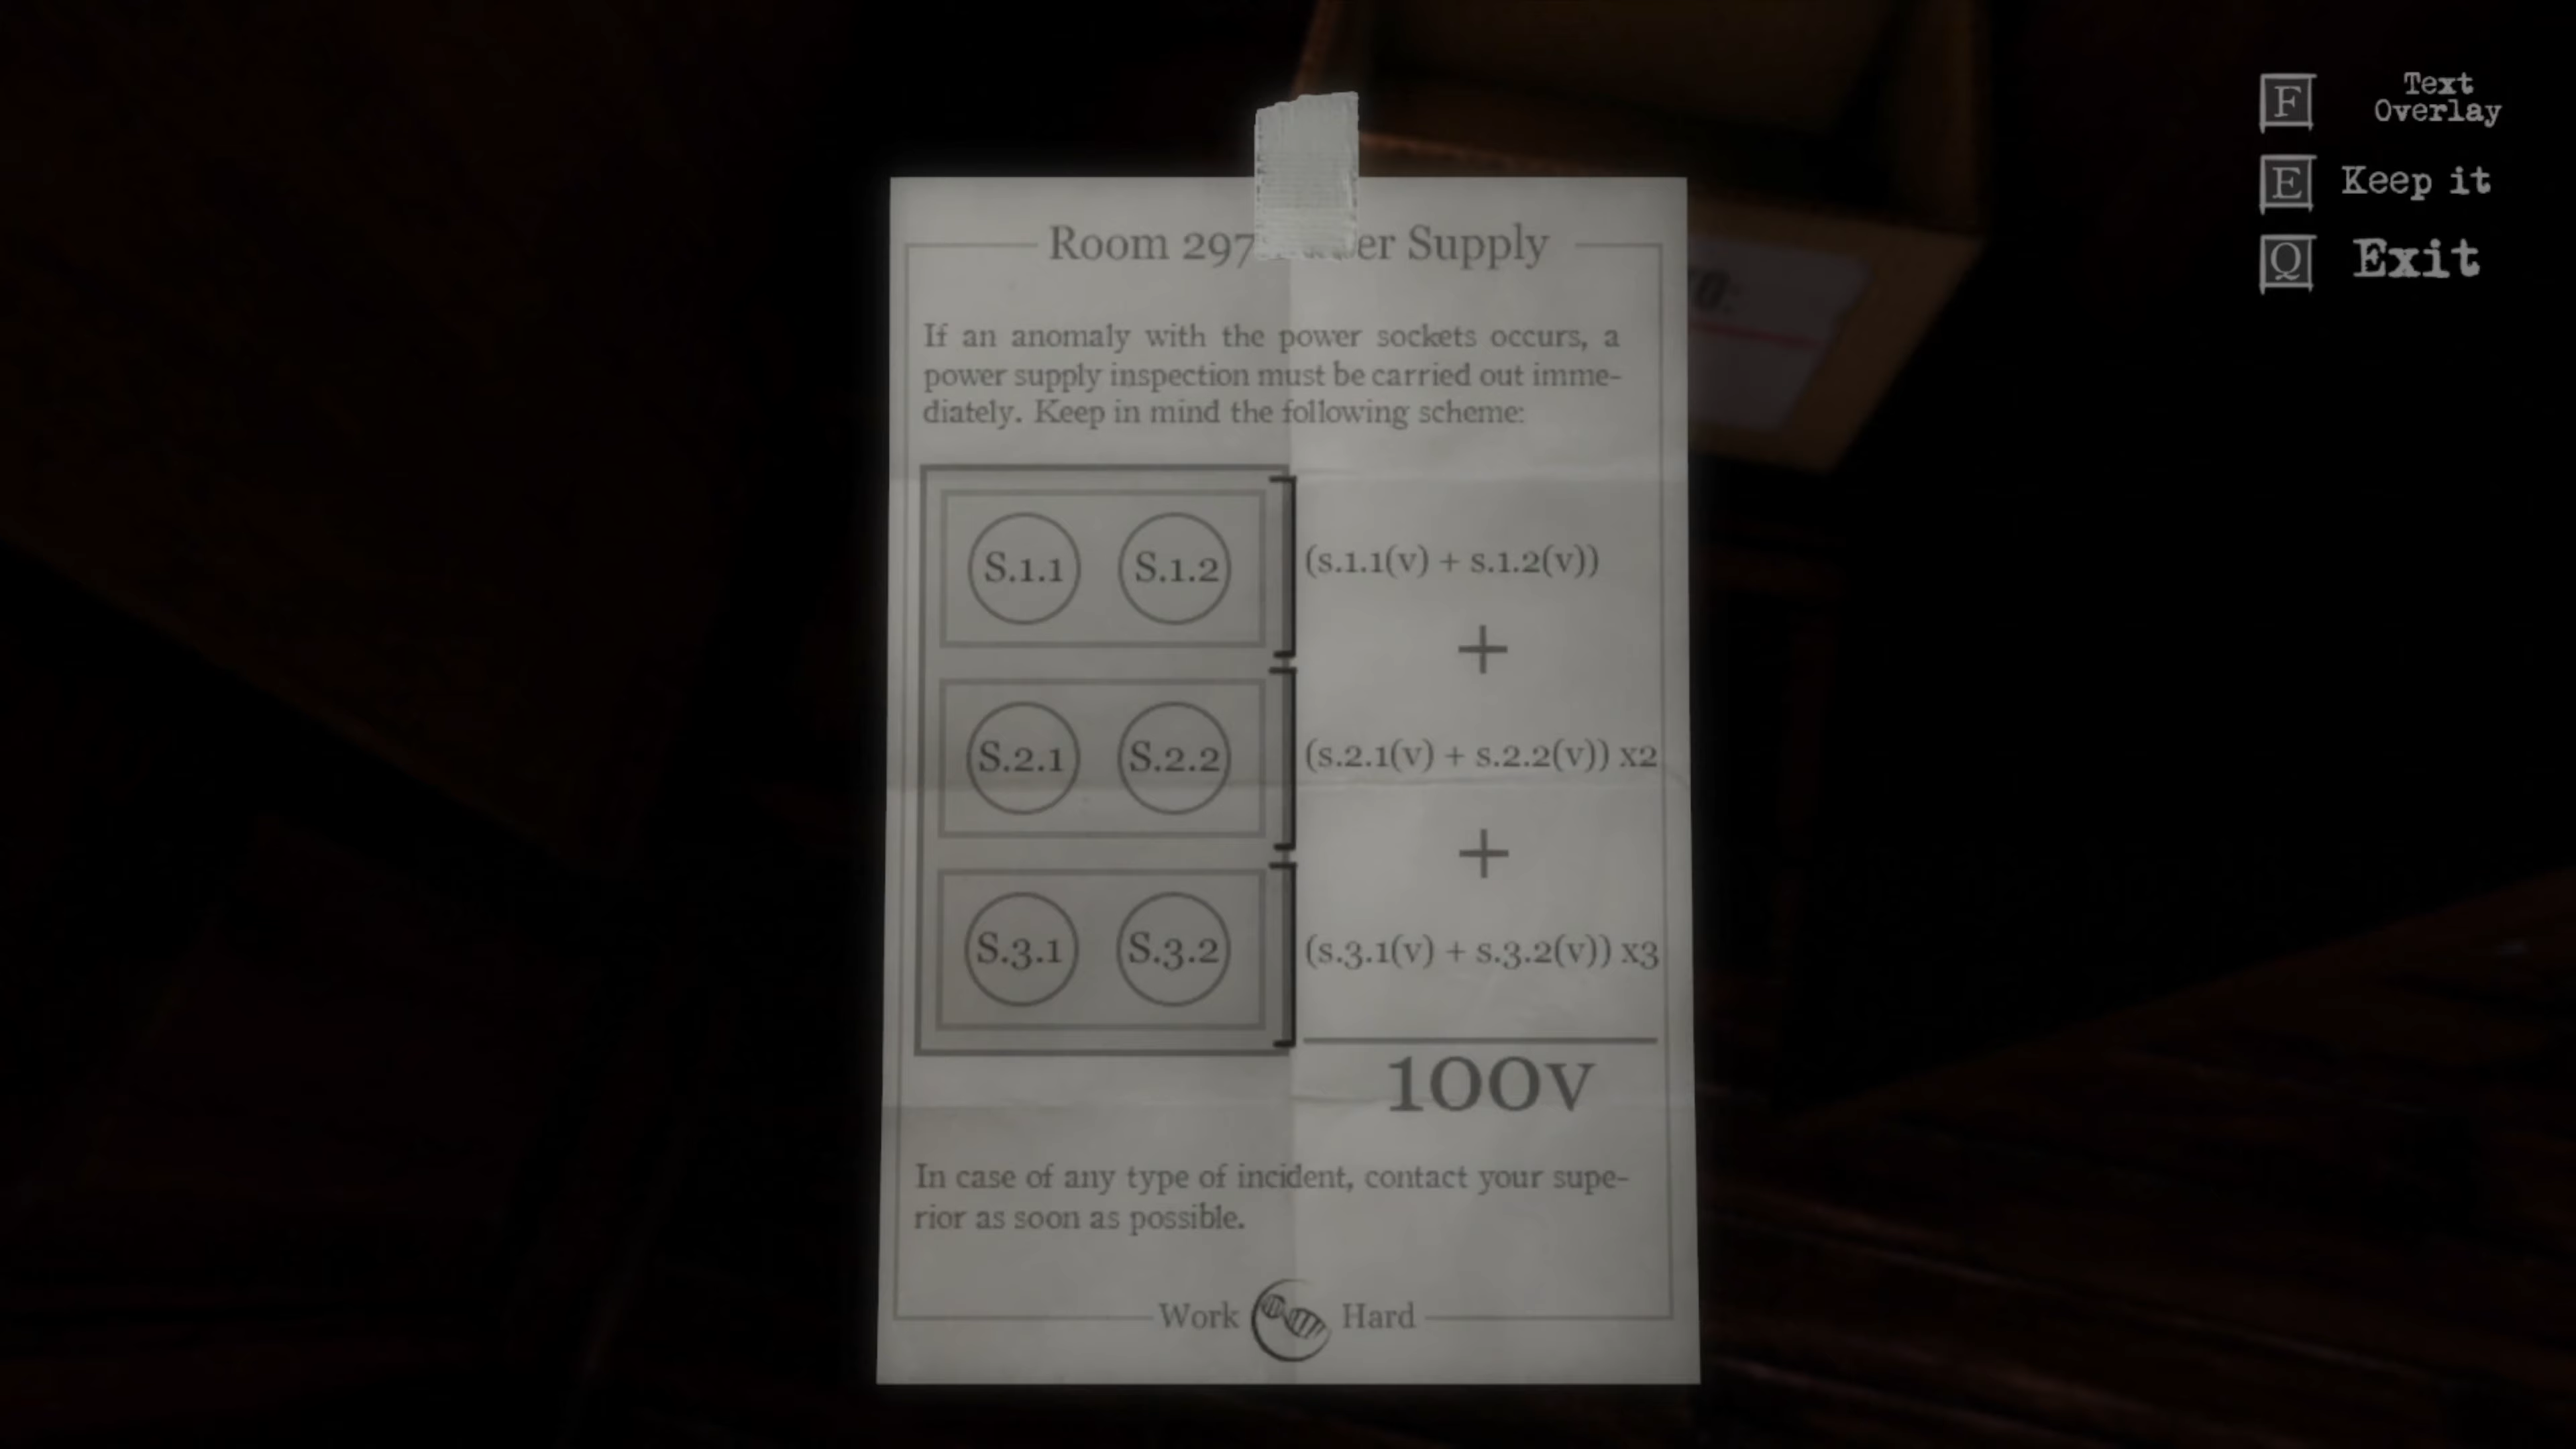 Text
Overlay
F
E Keep it
Q Exit
Room 297 er Supply
If an anomaly with the power sockets occurs, a
power supply inspection must be carried out imme-
diately. Keep in mind the following scheme:
S.1.1 S.1.2 (s.1.1(v) + s.1.2(v))
+
S.2.1 S.2.2 (s.2.1(v) + s.2.2(v)) x2
+
S.3.1 S.3.2 (s.3.1(v) + s.3.2(v)) x3
100v
In case of any type of incident, contact your supe-
rior as soon as possible.
Work Hard